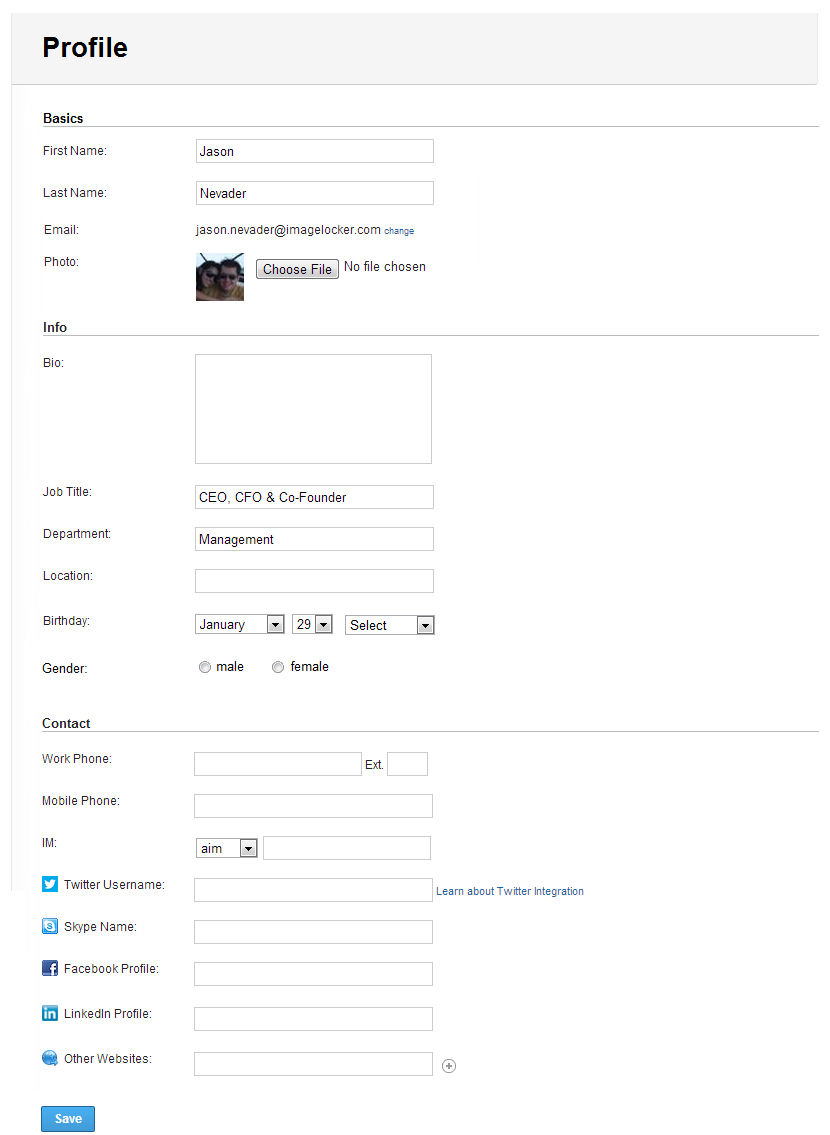 Profile
Basics
First Name: Jason
Last Name: Nevader
Email: jason.nevader@imagelocker.com change
Photo: Choose File No file chosen
Info
Bio:
Job Title: CEO, CFO & Co-Founder
Department: Management
Location:
Birthday: January 29 Select
Gender: male female
Contact
Work Phone: Ext.
Mobile Phone:
IM: aim
Twitter Username: Learn about Twitter Integration
Skype Name:
Facebook Profile:
LinkedIn Profile:
Other Websites:
Save